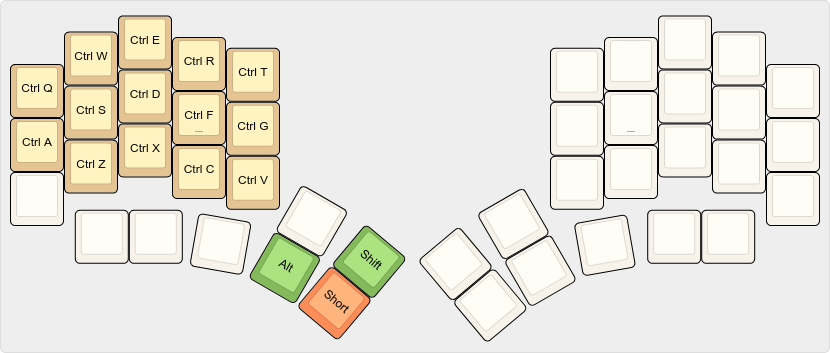 Ctrl E
Ctrl W
Ctrl R
Ctrl T
Ctrl Q
Ctrl D
Ctrl S
Ctrl F
_
_
Ctrl G
Ctrl A
Ctrl X
Ctrl Z
Ctrl C
Ctrl V
Alt
Shift
Short